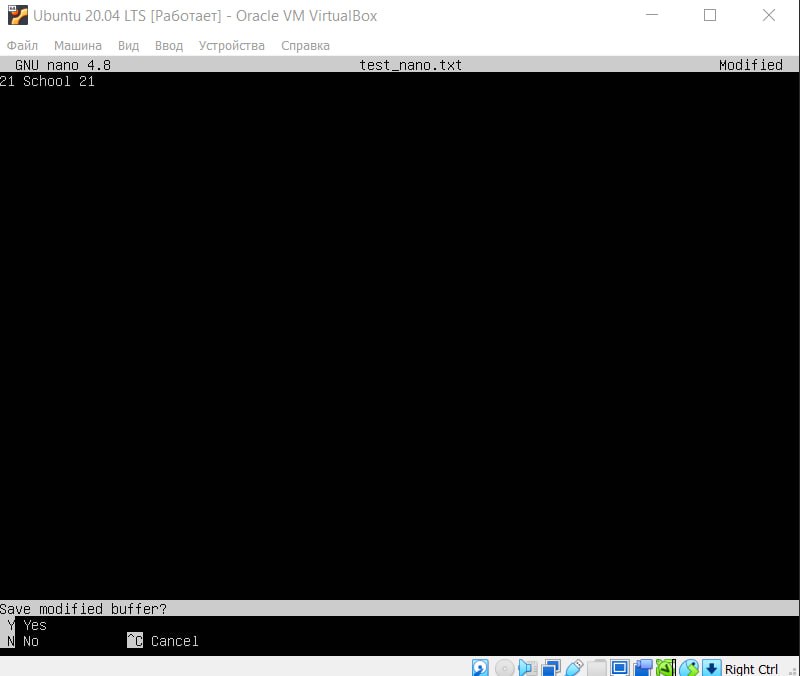 Ubuntu 20.04 LTS [Работает] - Oracle VM VirtualBox
Файл Машина Вид Ввод Устройства Справка
GNU nano 4.8 test_nano.txt Modified
21 School 21
Save modified buffer?
Y Yes
N No ^C Cancel
Right Ctrl